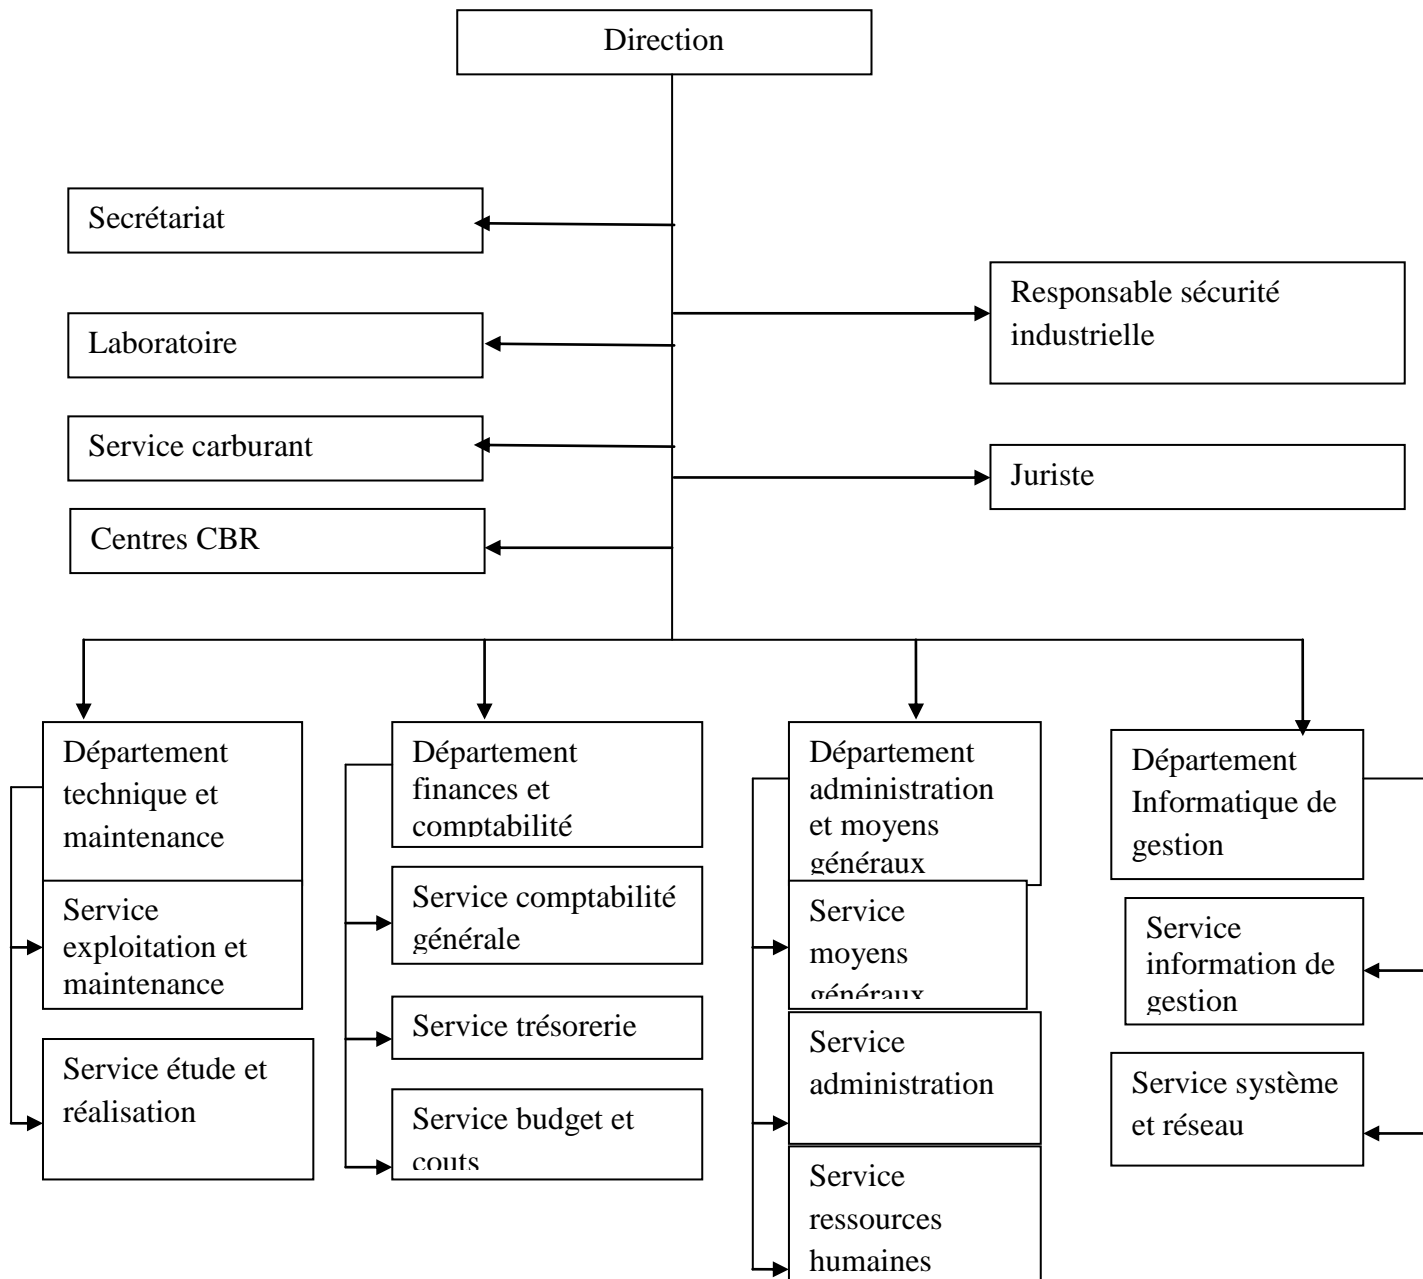 Direction
Secrétariat
Responsable sécurité
industrielle
Laboratoire
Service carburant
Juriste
Centres CBR
Département
technique et
maintenance
Service
exploitation et
maintenance
Service étude et
réalisation
Département
finances et
comptabilité
Service comptabilité
générale
Service trésorerie
Service budget et
couts
Département
administration
et moyens
généraux
Service
moyens
généraux
Service
administration
Service
ressources
humaines
Département
Informatique de
gestion
Service
information de
gestion
Service système
et réseau